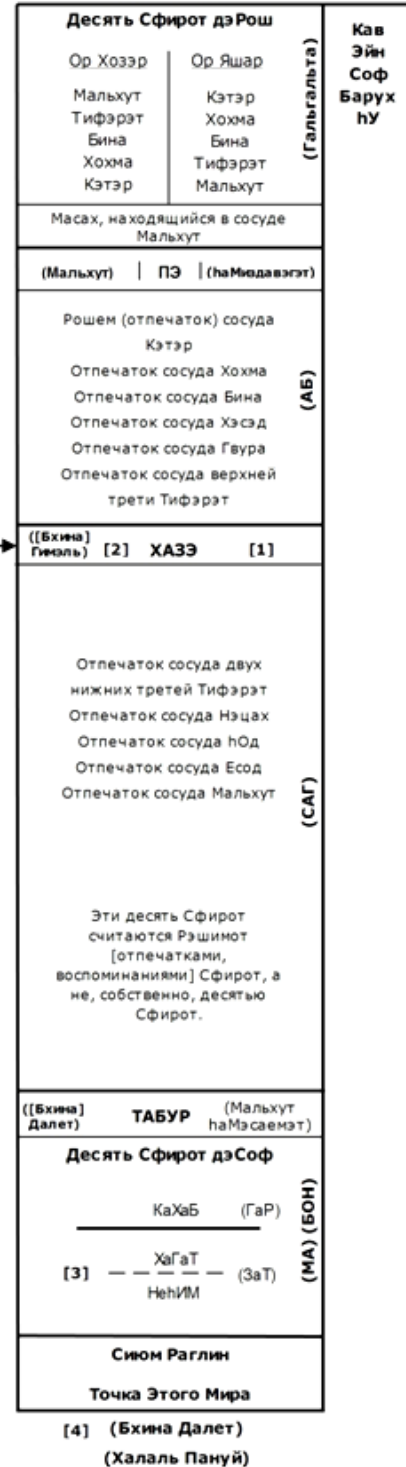 Десять Сфирот дэРош
Ор Хозэр Ор Яшар
Мальхут Кэтэр
Тифэрэт Хохма
Бина Бина
Хохма Тифэрэт
Кэтэр Мальхут
(Гальгальта)
Кав
Эйн
Соф
Барух
hУ
Масах, находящийся в сосуде
Мальхут
(Мальхут) ПЭ (hаМиздавэгэт)
Рошем (отпечаток) сосуда
Кэтэр
Отпечаток сосуда Хохма
Отпечаток сосуда Бина
Отпечаток сосуда Хэсэд
Отпечаток сосуда Гвура
Отпечаток сосуда верхней
трети Тифэрэт
(АБ)
([Бхина]
Гимэль) [2] ХАЗЭ [1]
Отпечаток сосуда двух
нижних третей Тифэрэт
Отпечаток сосуда Нэцах
Отпечаток сосуда hОд
Отпечаток сосуда Есод
Отпечаток сосуда Мальхут
(САГ)
Эти десять Сфирот
считаются Рэшимот
[отпечатками,
воспоминаниями] Сфирот, а
не, собственно, десятью
Сфирот.
([Бхина]
Далет) ТАБУР (Мальхут
hаМэсаемэт)
Десять Сфирот дэСоф
КаХаБ (ГаР)
ХаГаТ
[3] (ЗаТ)
НеhИМ
(МА) (БОН)
Сиюм Раглин
Точка Этого Мира
[4] (Бхина Далет)
(Халаль Пануй)